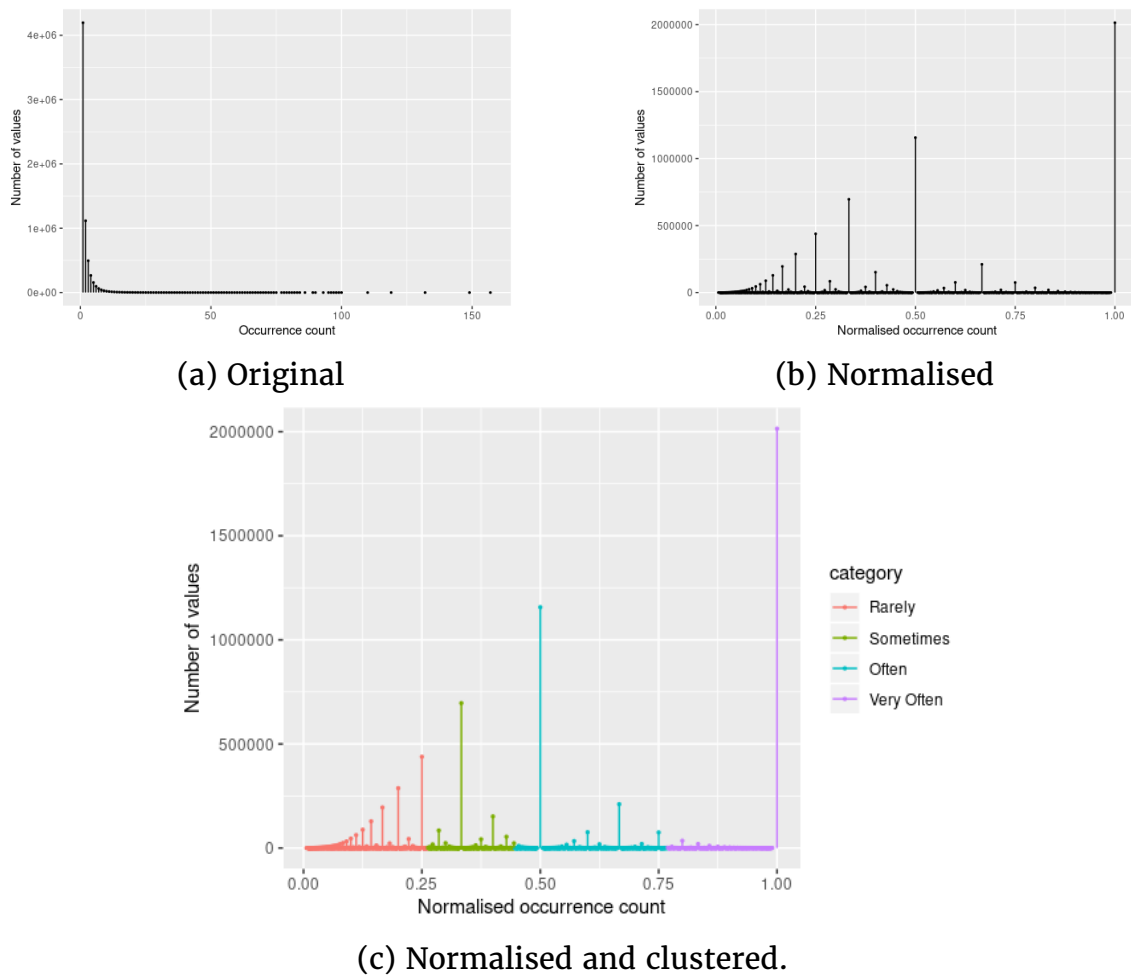 Number of values
4e+06
3e+06
2e+06
1e+06
0e+00
0
50
100
150
Occurrence count
(a) Original
Number of values
2000000
1500000
1000000
500000
0
0.00
0.25
0.50
0.75
1.00
Normalised occurrence count
(b) Normalised
Number of values
2000000
1500000
1000000
500000
0
0.00
0.25
0.50
0.75
1.00
Normalised occurrence count
category
Rarely
Sometimes
Often
Very Often
(c) Normalised and clustered.